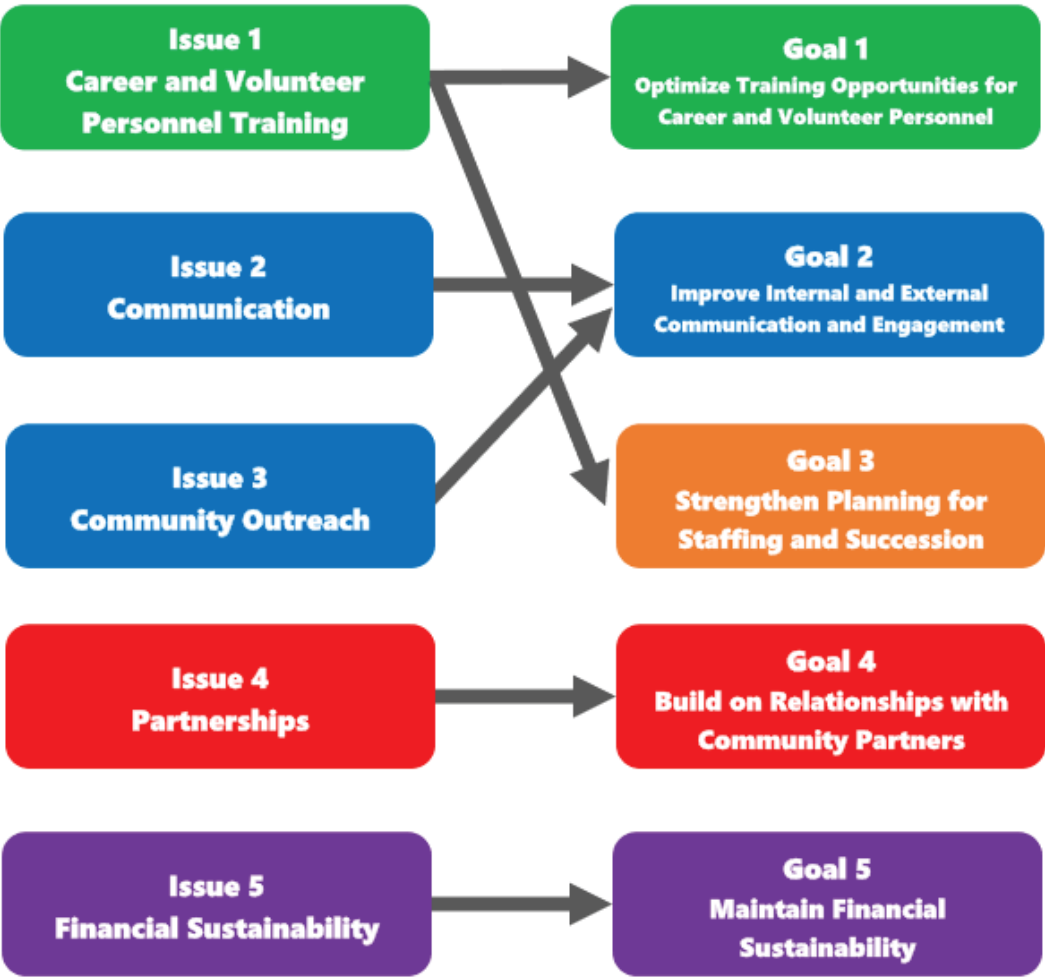 Issue 1
Career and Volunteer
Personnel Training
Goal 1
Optimize Training Opportunities for
Career and Volunteer Personnel
Issue 2
Communication
Goal 2
Improve Internal and External
Communication and Engagement
Issue 3
Community Outreach
Goal 3
Strengthen Planning for
Staffing and Succession
Issue 4
Partnerships
Goal 4
Build on Relationships with
Community Partners
Issue 5
Financial Sustainability
Goal 5
Maintain Financial
Sustainability